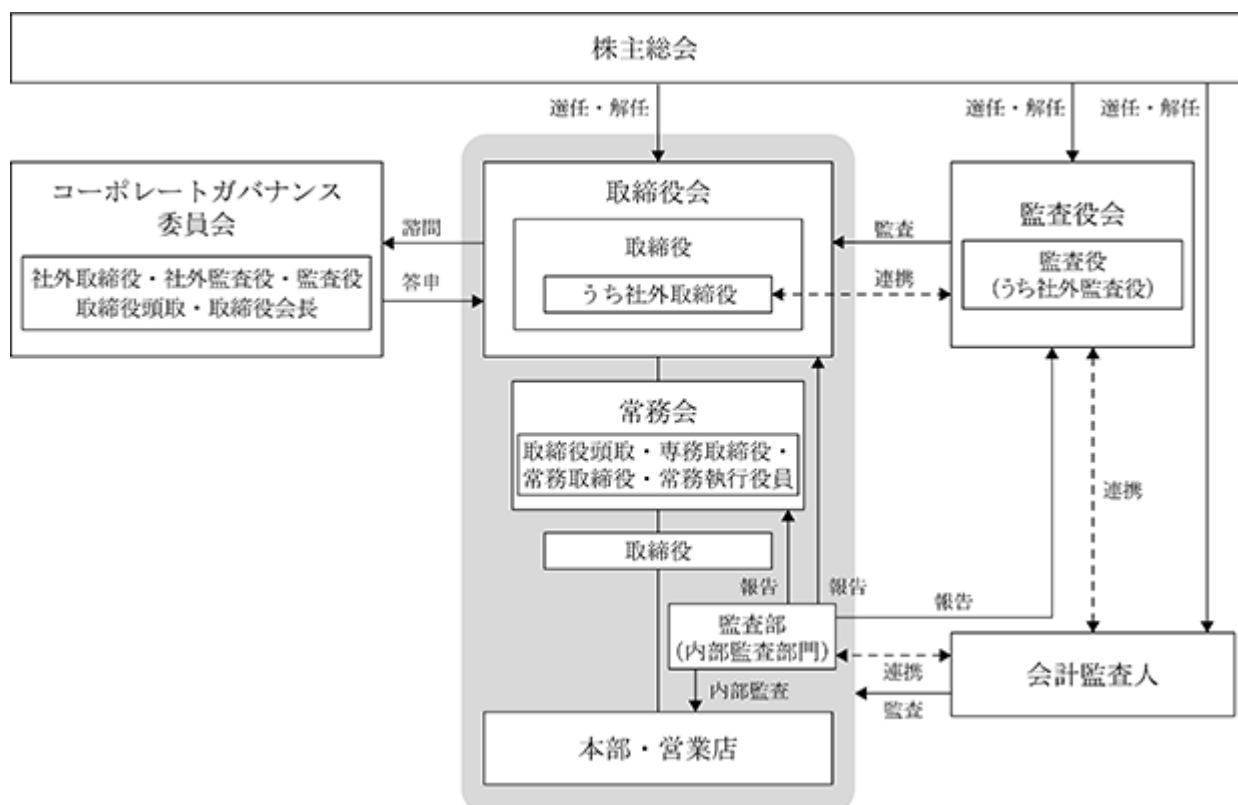 株主総会
選任・解任
選任・解任
選任・解任
コーポレートガバナンス
委員会
社外取締役・社外監査役・監査役
取締役頭取・取締役会長
諮問
答申
取締役会
取締役
うち社外取締役
監査
連携
監査役会
監査役
(うち社外監査役)
常務会
取締役頭取・専務取締役・
常務取締役・常務執行役員
取締役
連携
報告
報告
報告
監査部
(内部監査部門)
連携
監査
会計監査人
内部監査
本部・営業店